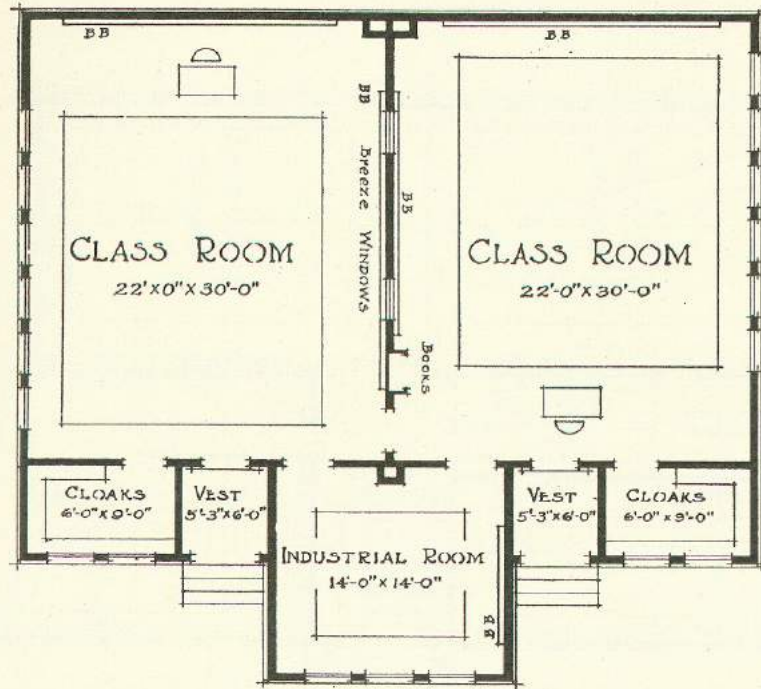 BB
BB
BB
Breeze Windows
BB
Class Room
22'x0"x30'-0"
Class Room
22'-0"x30'-0"
Books
Cloaks
6'-0"x9'-0"
Vest
5'-3"x6'-0"
Industrial Room
14'-0"x14'-0"
BB
Vest
5'-3"x6'-0"
Cloaks
6'-0"x9'-0"